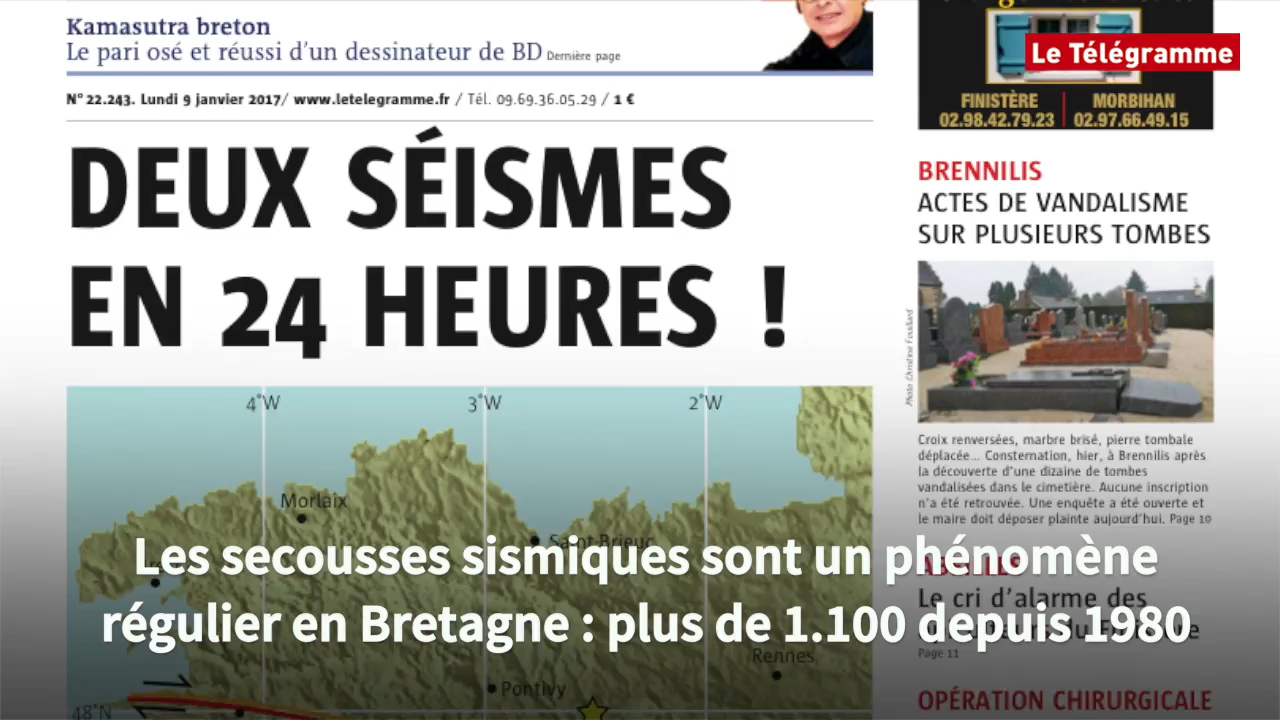 Kamasutra breton
Le pari osé et réussi d'un dessinateur de BD Dernière page
N° 22.243. Lundi 9 janvier 2017/ www.letelegramme.fr / Tél. 09.69.36.05.29 / 1 €
Le Télégramme
FINISTÈRE
02.98.42.79.23
MORBIHAN
02.97.66.49.15
DEUX SÉISMES
EN 24 HEURES !
BRENNILIS
ACTES DE VANDALISME
SUR PLUSIEURS TOMBES
Photo Christine Fouillard
Croix renversées, marbre brisé, pierre tombale
déplacée... Consternation, hier, à Brennilis après
la découverte d'une dizaine de tombes
vandalisées dans le cimetière. Aucune inscription
n'a été retrouvée. Une enquête a été ouverte et
le maire doit déposer plainte aujourd'hui. Page 10
4°W
3°W
2°W
Morlaix
Saint-Brieuc
Les secousses sismiques sont un phénomène
régulier en Bretagne : plus de 1.100 depuis 1980
Le cri d'alarme des
Page 11
Rennes
Pontivy
48°N
OPÉRATION CHIRURGICALE